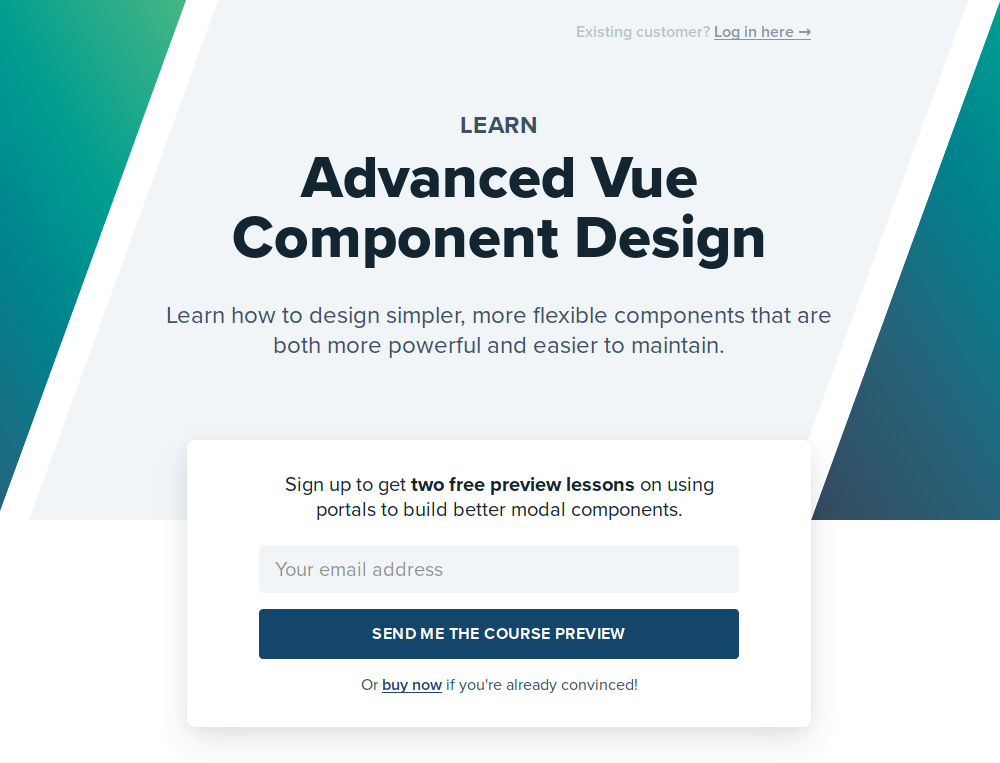 Existing customer? Log in here →
LEARN
Advanced Vue
Component Design
Learn how to design simpler, more flexible components that are
both more powerful and easier to maintain.
Sign up to get two free preview lessons on using
portals to build better modal components.
Your email address
SEND ME THE COURSE PREVIEW
Or buy now if you're already convinced!